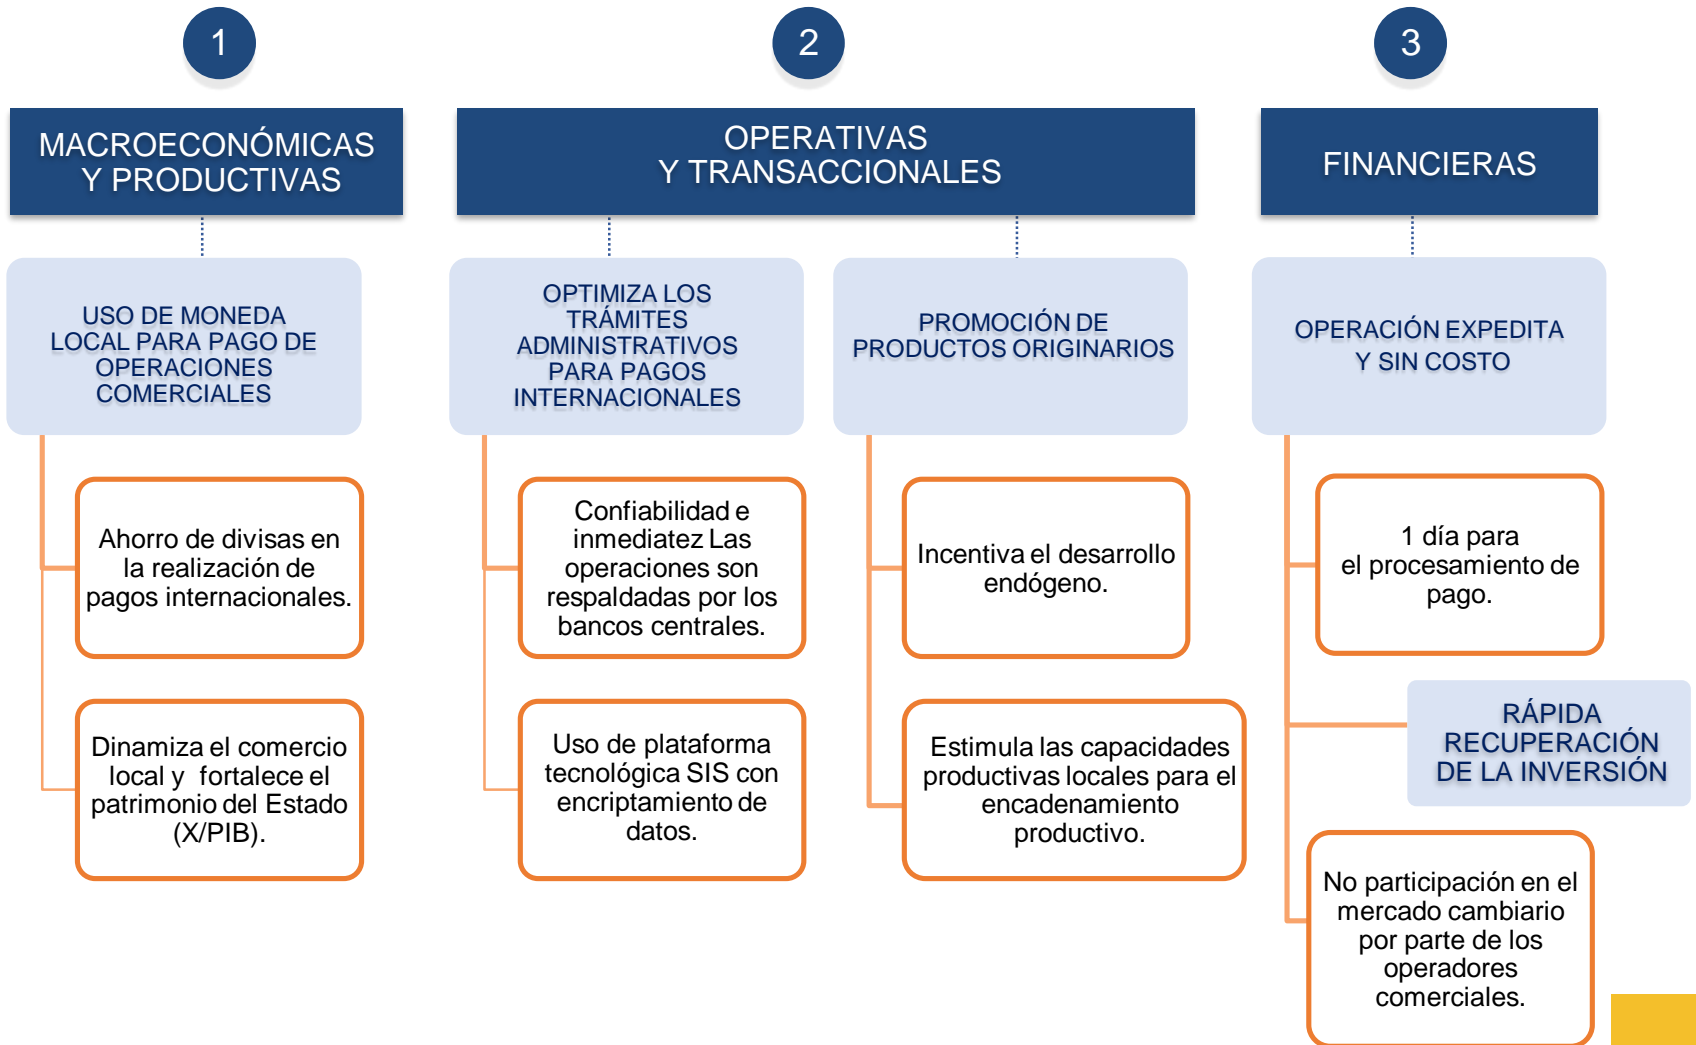 1
MACROECONÓMICAS
Y PRODUCTIVAS
USO DE MONEDA
LOCAL PARA PAGO DE
OPERACIONES
COMERCIALES
Ahorro de divisas en
la realización de
pagos internacionales.
Dinamiza el comercio
local y fortalece el
patrimonio del Estado
(X/PIB).
2
OPERATIVAS
Y TRANSACCIONALES
OPTIMIZA LOS
TRÁMITES
ADMINISTRATIVOS
PARA PAGOS
INTERNACIONALES
Confiabilidad e
inmediatez Las
operaciones son
respaldadas por los
bancos centrales.
Uso de plataforma
tecnológica SIS con
encriptamiento de
datos.
PROMOCIÓN DE
PRODUCTOS ORIGINARIOS
Incentiva el desarrollo
endógeno.
Estimula las capacidades
productivas locales para el
encadenamiento
productivo.
3
FINANCIERAS
OPERACIÓN EXPEDITA
Y SIN COSTO
1 día para
el procesamiento de
pago.
RÁPIDA
RECUPERACIÓN
DE LA INVERSIÓN
No participación en el
mercado cambiario
por parte de los
operadores
comerciales.